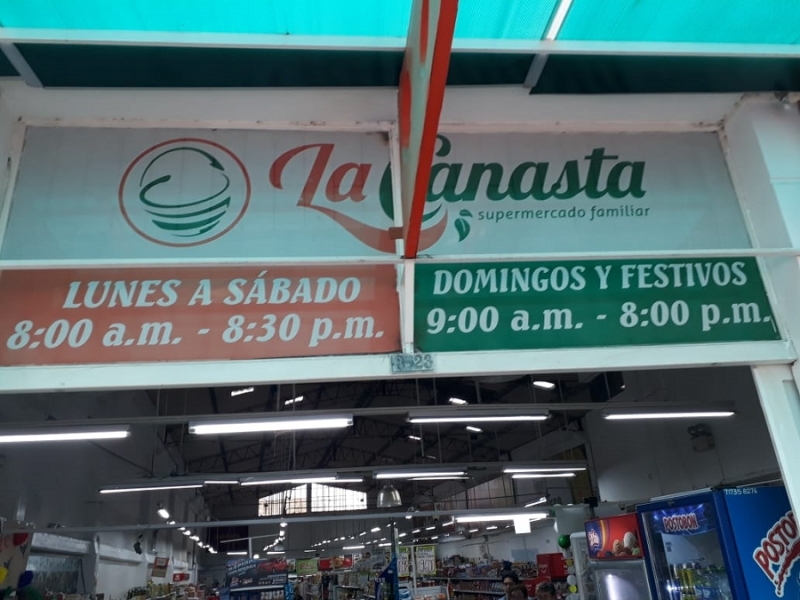 La Canasta
supermercado familiar
LUNES A SÁBADO
8:00 a.m. - 8:30 p.m.
DOMINGOS Y FESTIVOS
9:00 a.m. - 8:00 p.m.
POSTOBON
POSTOBON